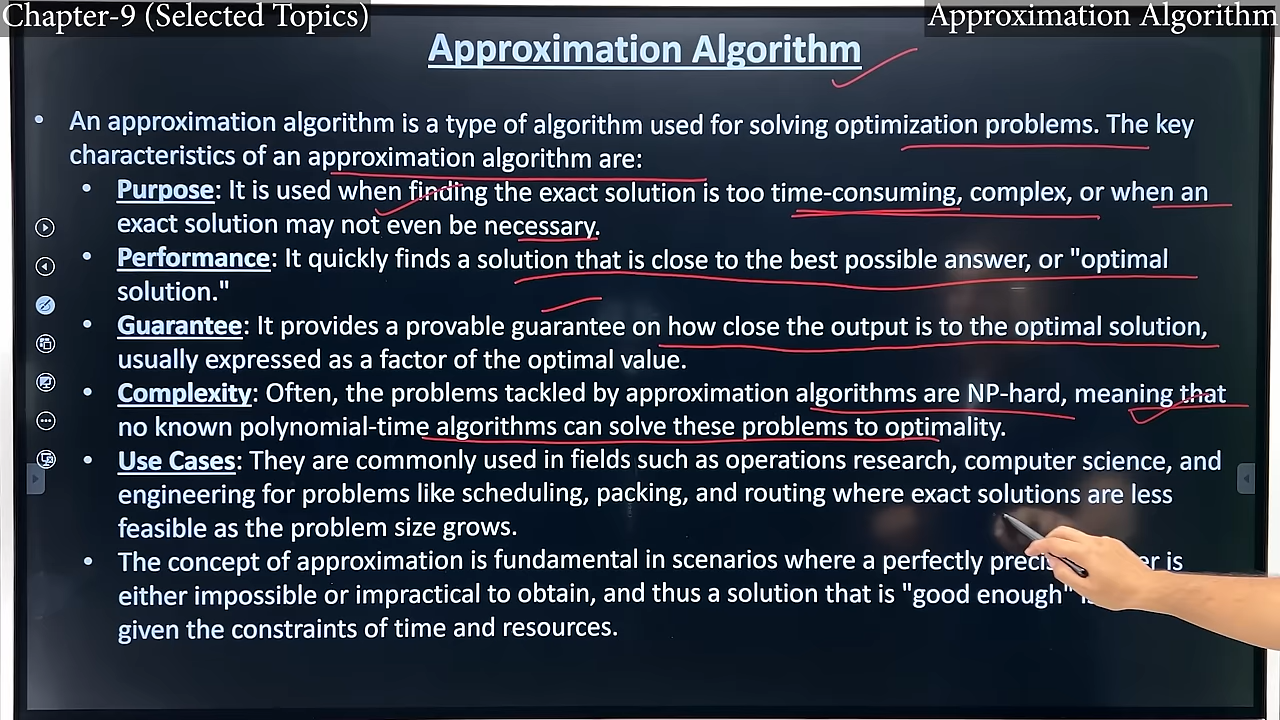 Chapter-9 (Selected Topics)
Approximation Algorithm
Approximation Algorithm
• An approximation algorithm is a type of algorithm used for solving optimization problems. The key
characteristics of an approximation algorithm are:
• Purpose: It is used when finding the exact solution is too time-consuming, complex, or when an
exact solution may not even be necessary.
• Performance: It quickly finds a solution that is close to the best possible answer, or "optimal
solution."
• Guarantee: It provides a provable guarantee on how close the output is to the optimal solution,
usually expressed as a factor of the optimal value.
• Complexity: Often, the problems tackled by approximation algorithms are NP-hard, meaning that
no known polynomial-time algorithms can solve these problems to optimality.
• Use Cases: They are commonly used in fields such as operations research, computer science, and
engineering for problems like scheduling, packing, and routing where exact solutions are less
feasible as the problem size grows.
• The concept of approximation is fundamental in scenarios where a perfectly is
either impossible or impractical to obtain, and thus a solution that is "good enough"
given the constraints of time and resources.